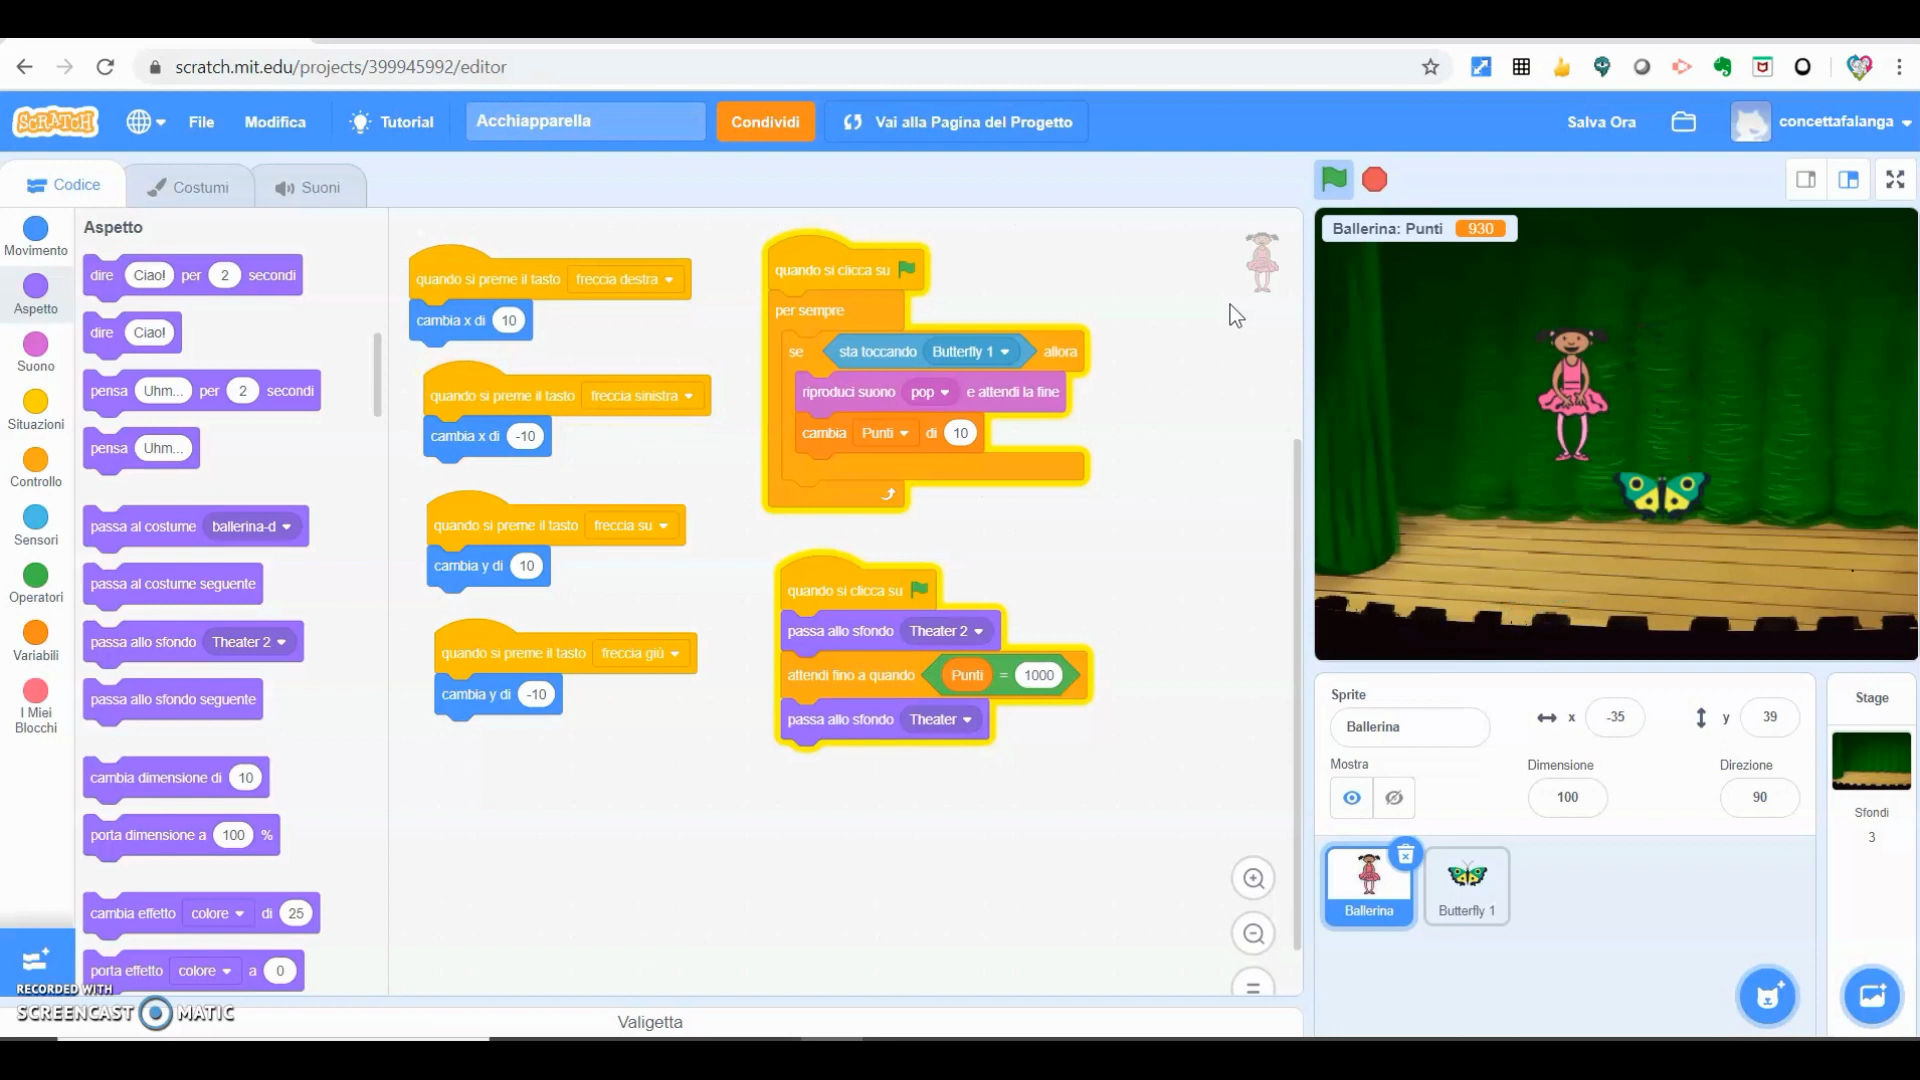 scratch.mit.edu/projects/399945992/editor
SCRATCH
File
Modifica
Tutorial
Acchiapparella
Condividi
Vai alla Pagina del Progetto
Salva Ora
concettafalanga
Codice
Costumi
Suoni
Movimento
Aspetto
Suono
Situazioni
Controllo
Sensori
Operatori
Variabili
I Miei
Blocchi
Aspetto
dire Ciao! per 2 secondi
dire Ciao!
pensa Uhm... per 2 secondi
pensa Uhm...
passa al costume ballerina-d
passa al costume seguente
passa allo sfondo Theater 2
passa allo sfondo seguente
cambia dimensione di 10
porta dimensione a 100 %
cambia effetto colore di 25
porta effetto colore a 0
quando si preme il tasto freccia destra
cambia x di 10
quando si preme il tasto freccia sinistra
cambia x di -10
quando si preme il tasto freccia su
cambia y di 10
quando si preme il tasto freccia giù
cambia y di -10
quando si clicca su
per sempre
se sta toccando Butterfly 1 allora
riproduci suono pop e attendi la fine
cambia Punti di 10
quando si clicca su
passa allo sfondo Theater 2
attendi fino a quando Punti = 1000
passa allo sfondo Theater
Ballerina: Punti 930
Sprite
Ballerina
x -35
y 39
Mostra
Dimensione
100
Direzione
90
Ballerina
Butterfly 1
Stage
Sfondi
3
Valigetta
RECORDED WITH
SCREENCAST MATIC